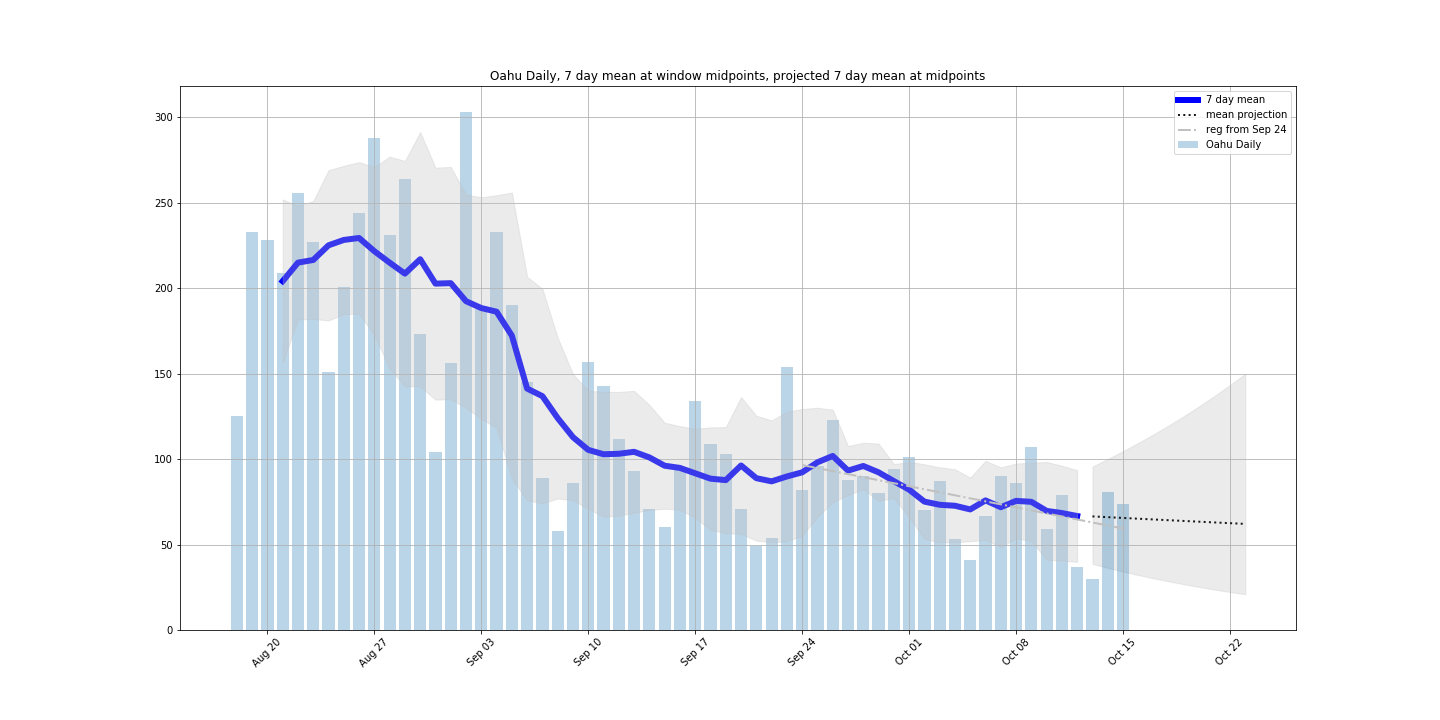 Oahu Daily, 7 day mean at window midpoints, projected 7 day mean at midpoints
7 day mean
mean projection
reg from Sep 24
Oahu Daily
300
250
200
150
100
50
0
Aug 20
Aug 27
Sep 03
Sep 10
Sep 17
Sep 24
Oct 01
Oct 08
Oct 15
Oct 22